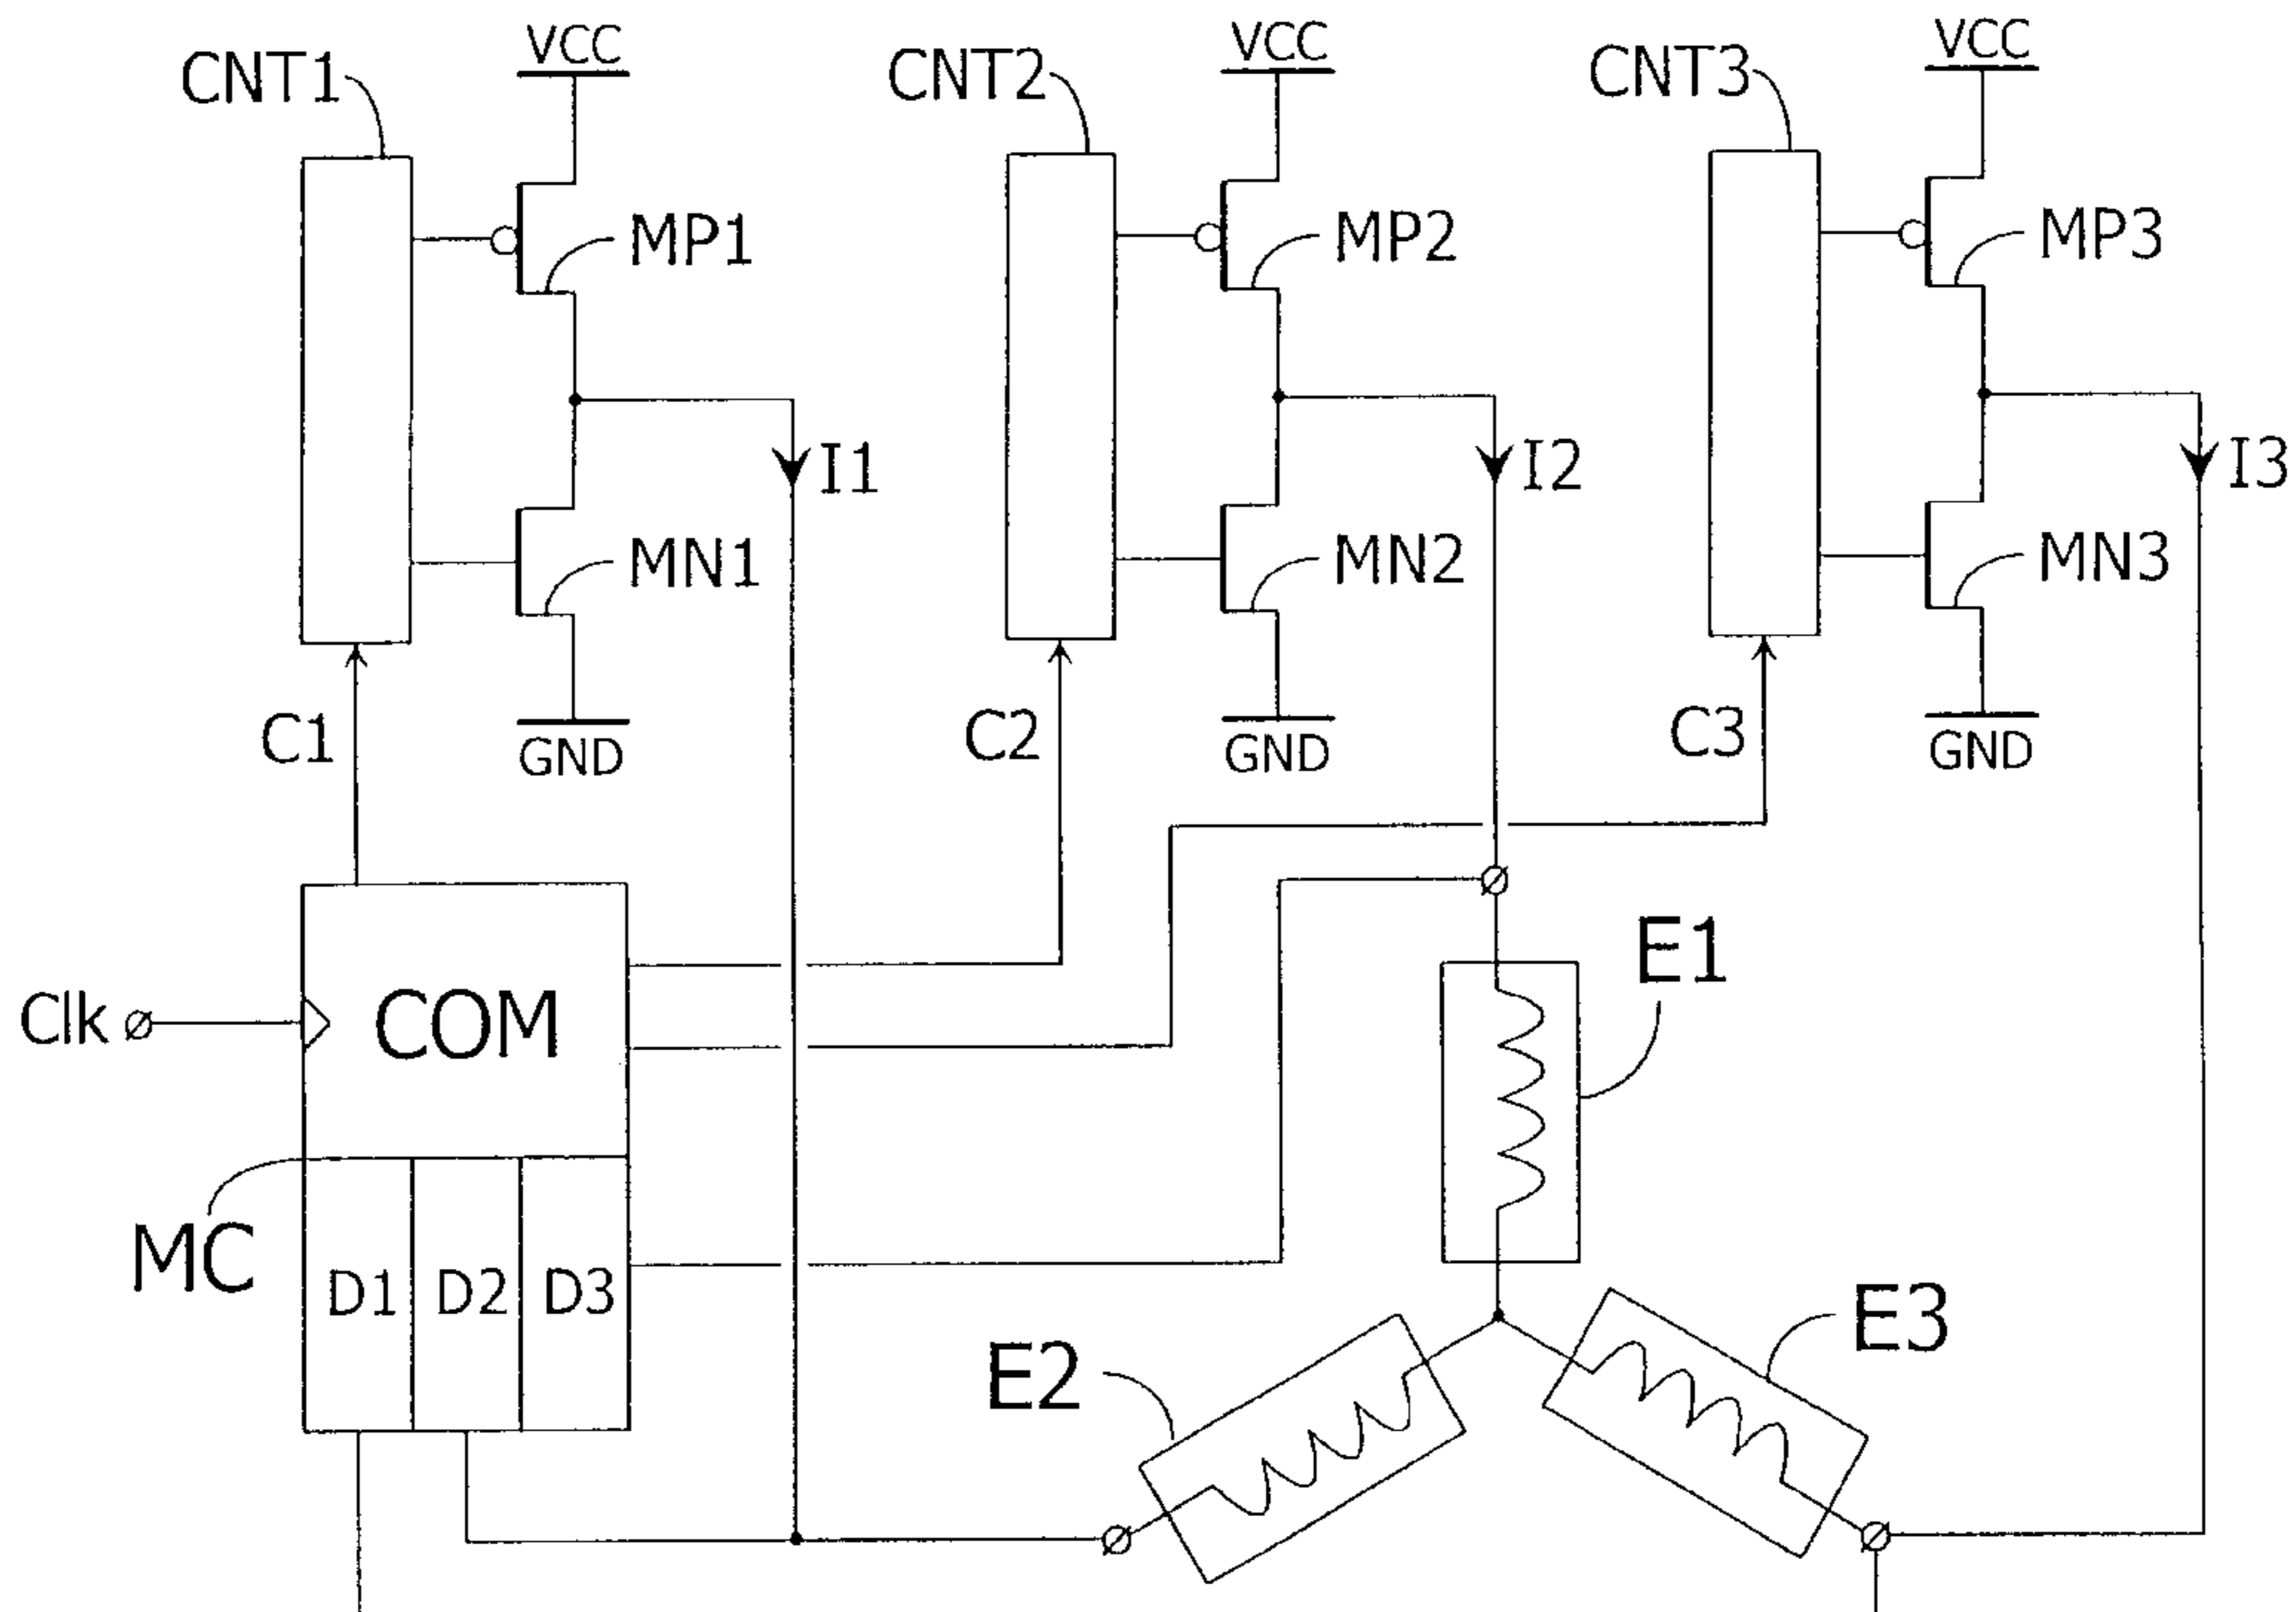 VCC
VCC
VCC
CNT1
CNT2
CNT3
MP1
MP2
MP3
I1
I2
I3
MN1
MN2
MN3
C1
GND
C2
GND
C3
GND
E1
Clk
COM
MC
D1
D2
D3
E2
E3